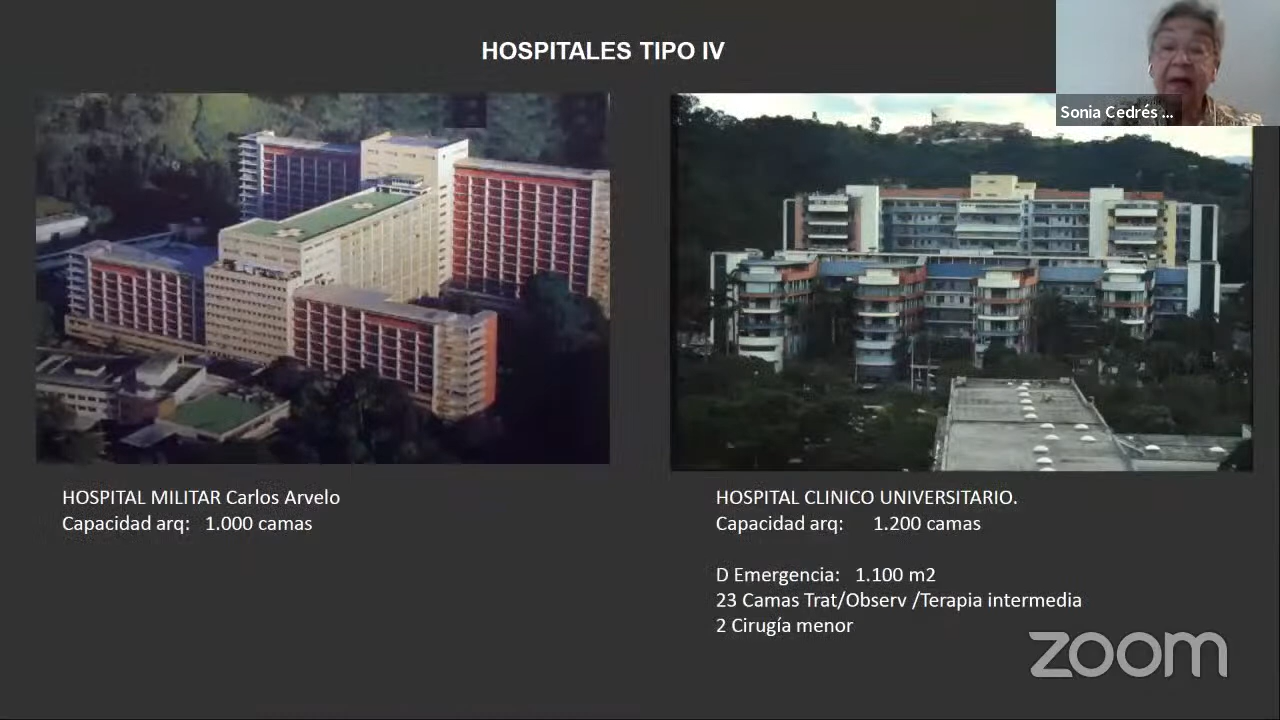 HOSPITALES TIPO IV
Sonia Cedrés ...
HOSPITAL MILITAR Carlos Arvelo
Capacidad arq: 1.000 camas
HOSPITAL CLINICO UNIVERSITARIO.
Capacidad arq: 1.200 camas
D Emergencia: 1.100 m2
23 Camas Trat/Observ /Terapia intermedia
2 Cirugía menor
zoom